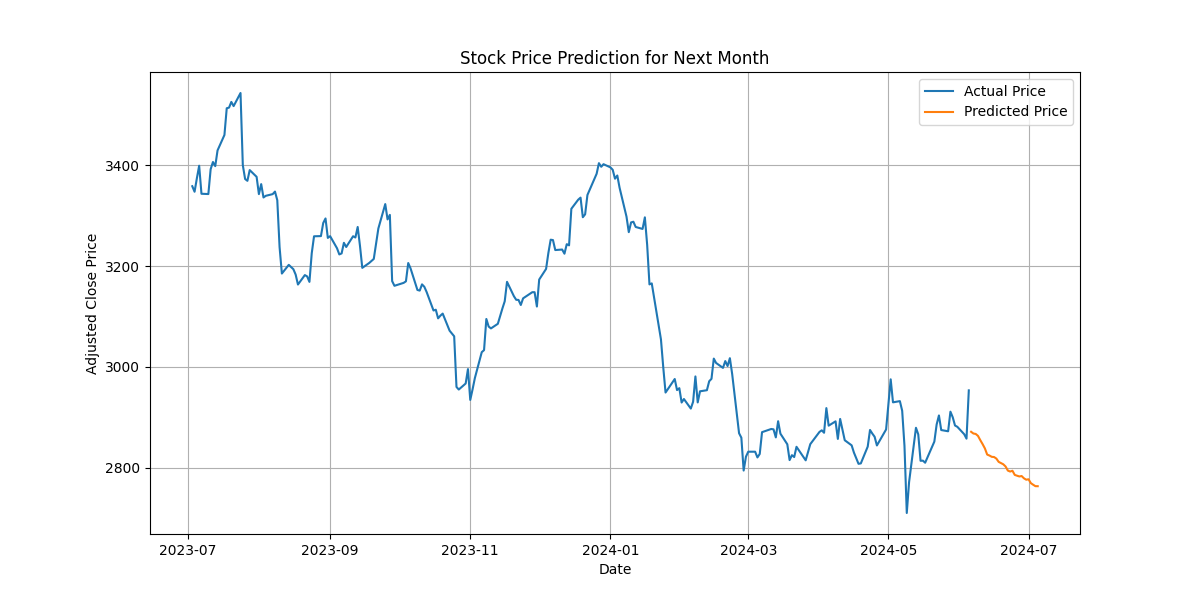 Stock Price Prediction for Next Month
Actual Price
Predicted Price
Adjusted Close Price
3400
3200
3000
2800
2023-07
2023-09
2023-11
2024-01
2024-03
2024-05
2024-07
Date